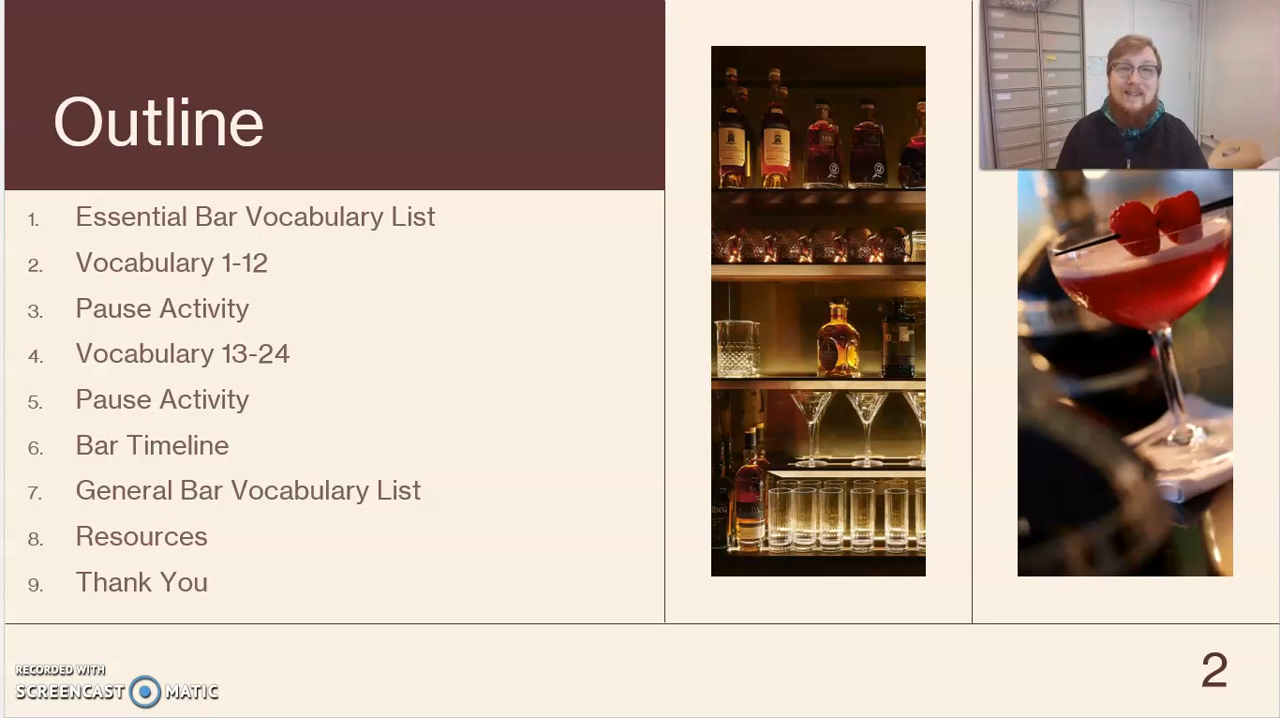 Outline
1. Essential Bar Vocabulary List
2. Vocabulary 1-12
3. Pause Activity
4. Vocabulary 13-24
5. Pause Activity
6. Bar Timeline
7. General Bar Vocabulary List
8. Resources
9. Thank You
RECORDED WITH
SCREENCAST MATIC
2